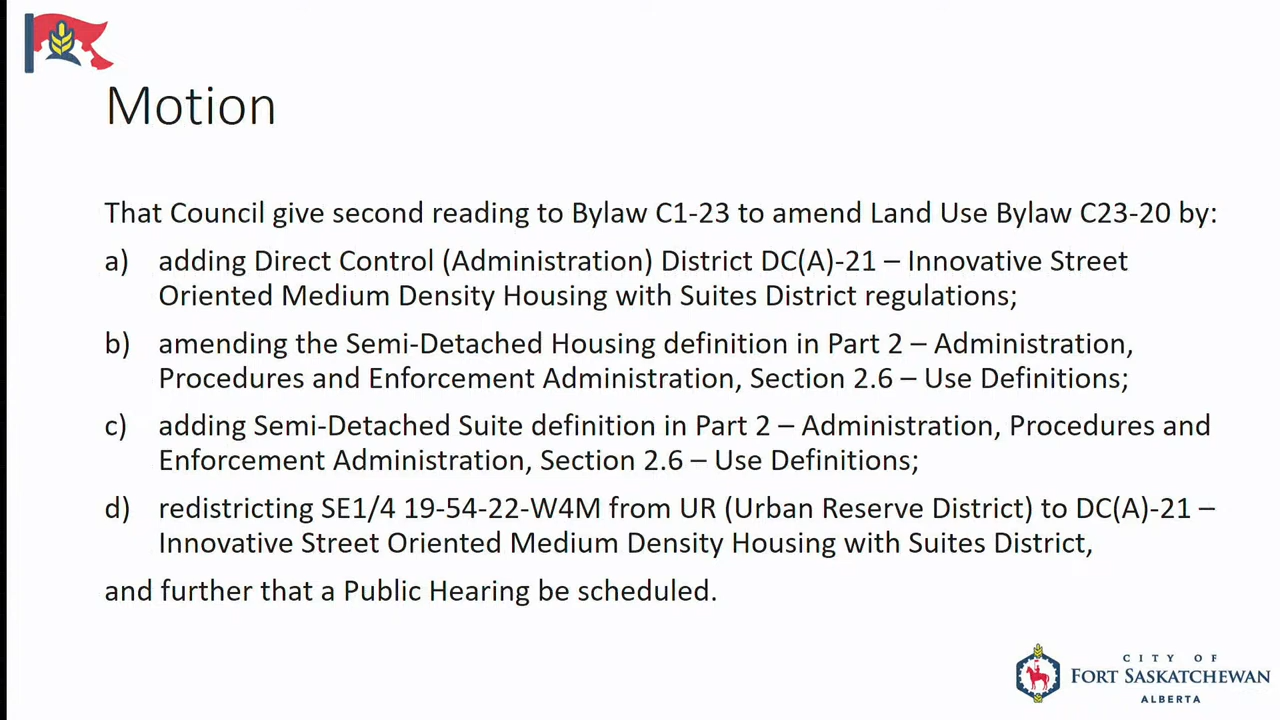 Motion
That Council give second reading to Bylaw C1-23 to amend Land Use Bylaw C23-20 by:
a) adding Direct Control (Administration) District DC(A)-21 – Innovative Street
Oriented Medium Density Housing with Suites District regulations;
b) amending the Semi-Detached Housing definition in Part 2 – Administration,
Procedures and Enforcement Administration, Section 2.6 – Use Definitions;
c) adding Semi-Detached Suite definition in Part 2 – Administration, Procedures and
Enforcement Administration, Section 2.6 – Use Definitions;
d) redistricting SE1/4 19-54-22-W4M from UR (Urban Reserve District) to DC(A)-21 –
Innovative Street Oriented Medium Density Housing with Suites District,
and further that a Public Hearing be scheduled.
CITY OF
FORT SASKATCHEWAN
ALBERTA